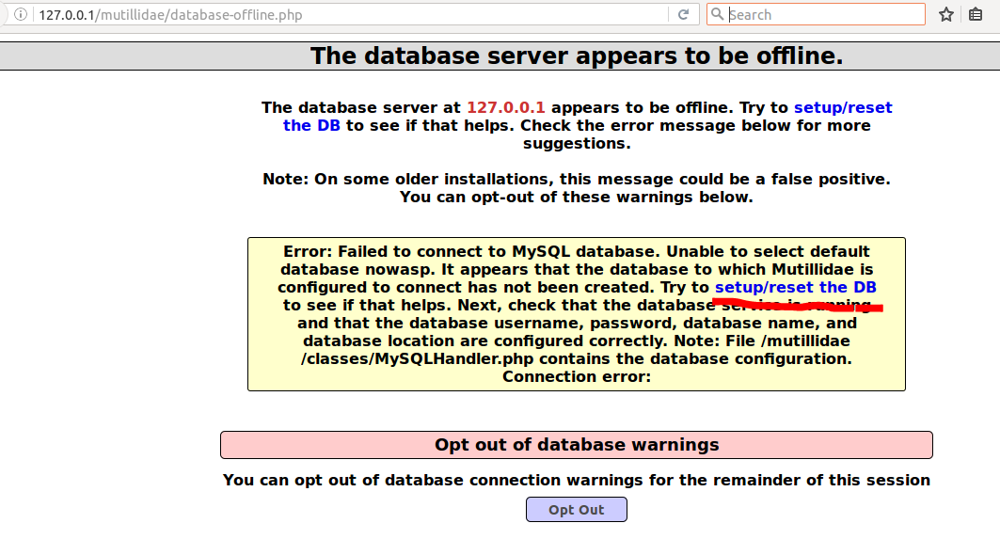 127.0.0.1/mutillidae/database-offline.php
Search
The database server appears to be offline.
The database server at 127.0.0.1 appears to be offline. Try to setup/reset
the DB to see if that helps. Check the error message below for more
suggestions.
Note: On some older installations, this message could be a false positive.
You can opt-out of these warnings below.
Error: Failed to connect to MySQL database. Unable to select default
database nowasp. It appears that the database to which Mutillidae is
configured to connect has not been created. Try to setup/reset the DB
to see if that helps. Next, check that the database service is running
and that the database username, password, database name, and
database location are configured correctly. Note: File /mutillidae
/classes/MySQLHandler.php contains the database configuration.
Connection error:
Opt out of database warnings
You can opt out of database connection warnings for the remainder of this session
Opt Out